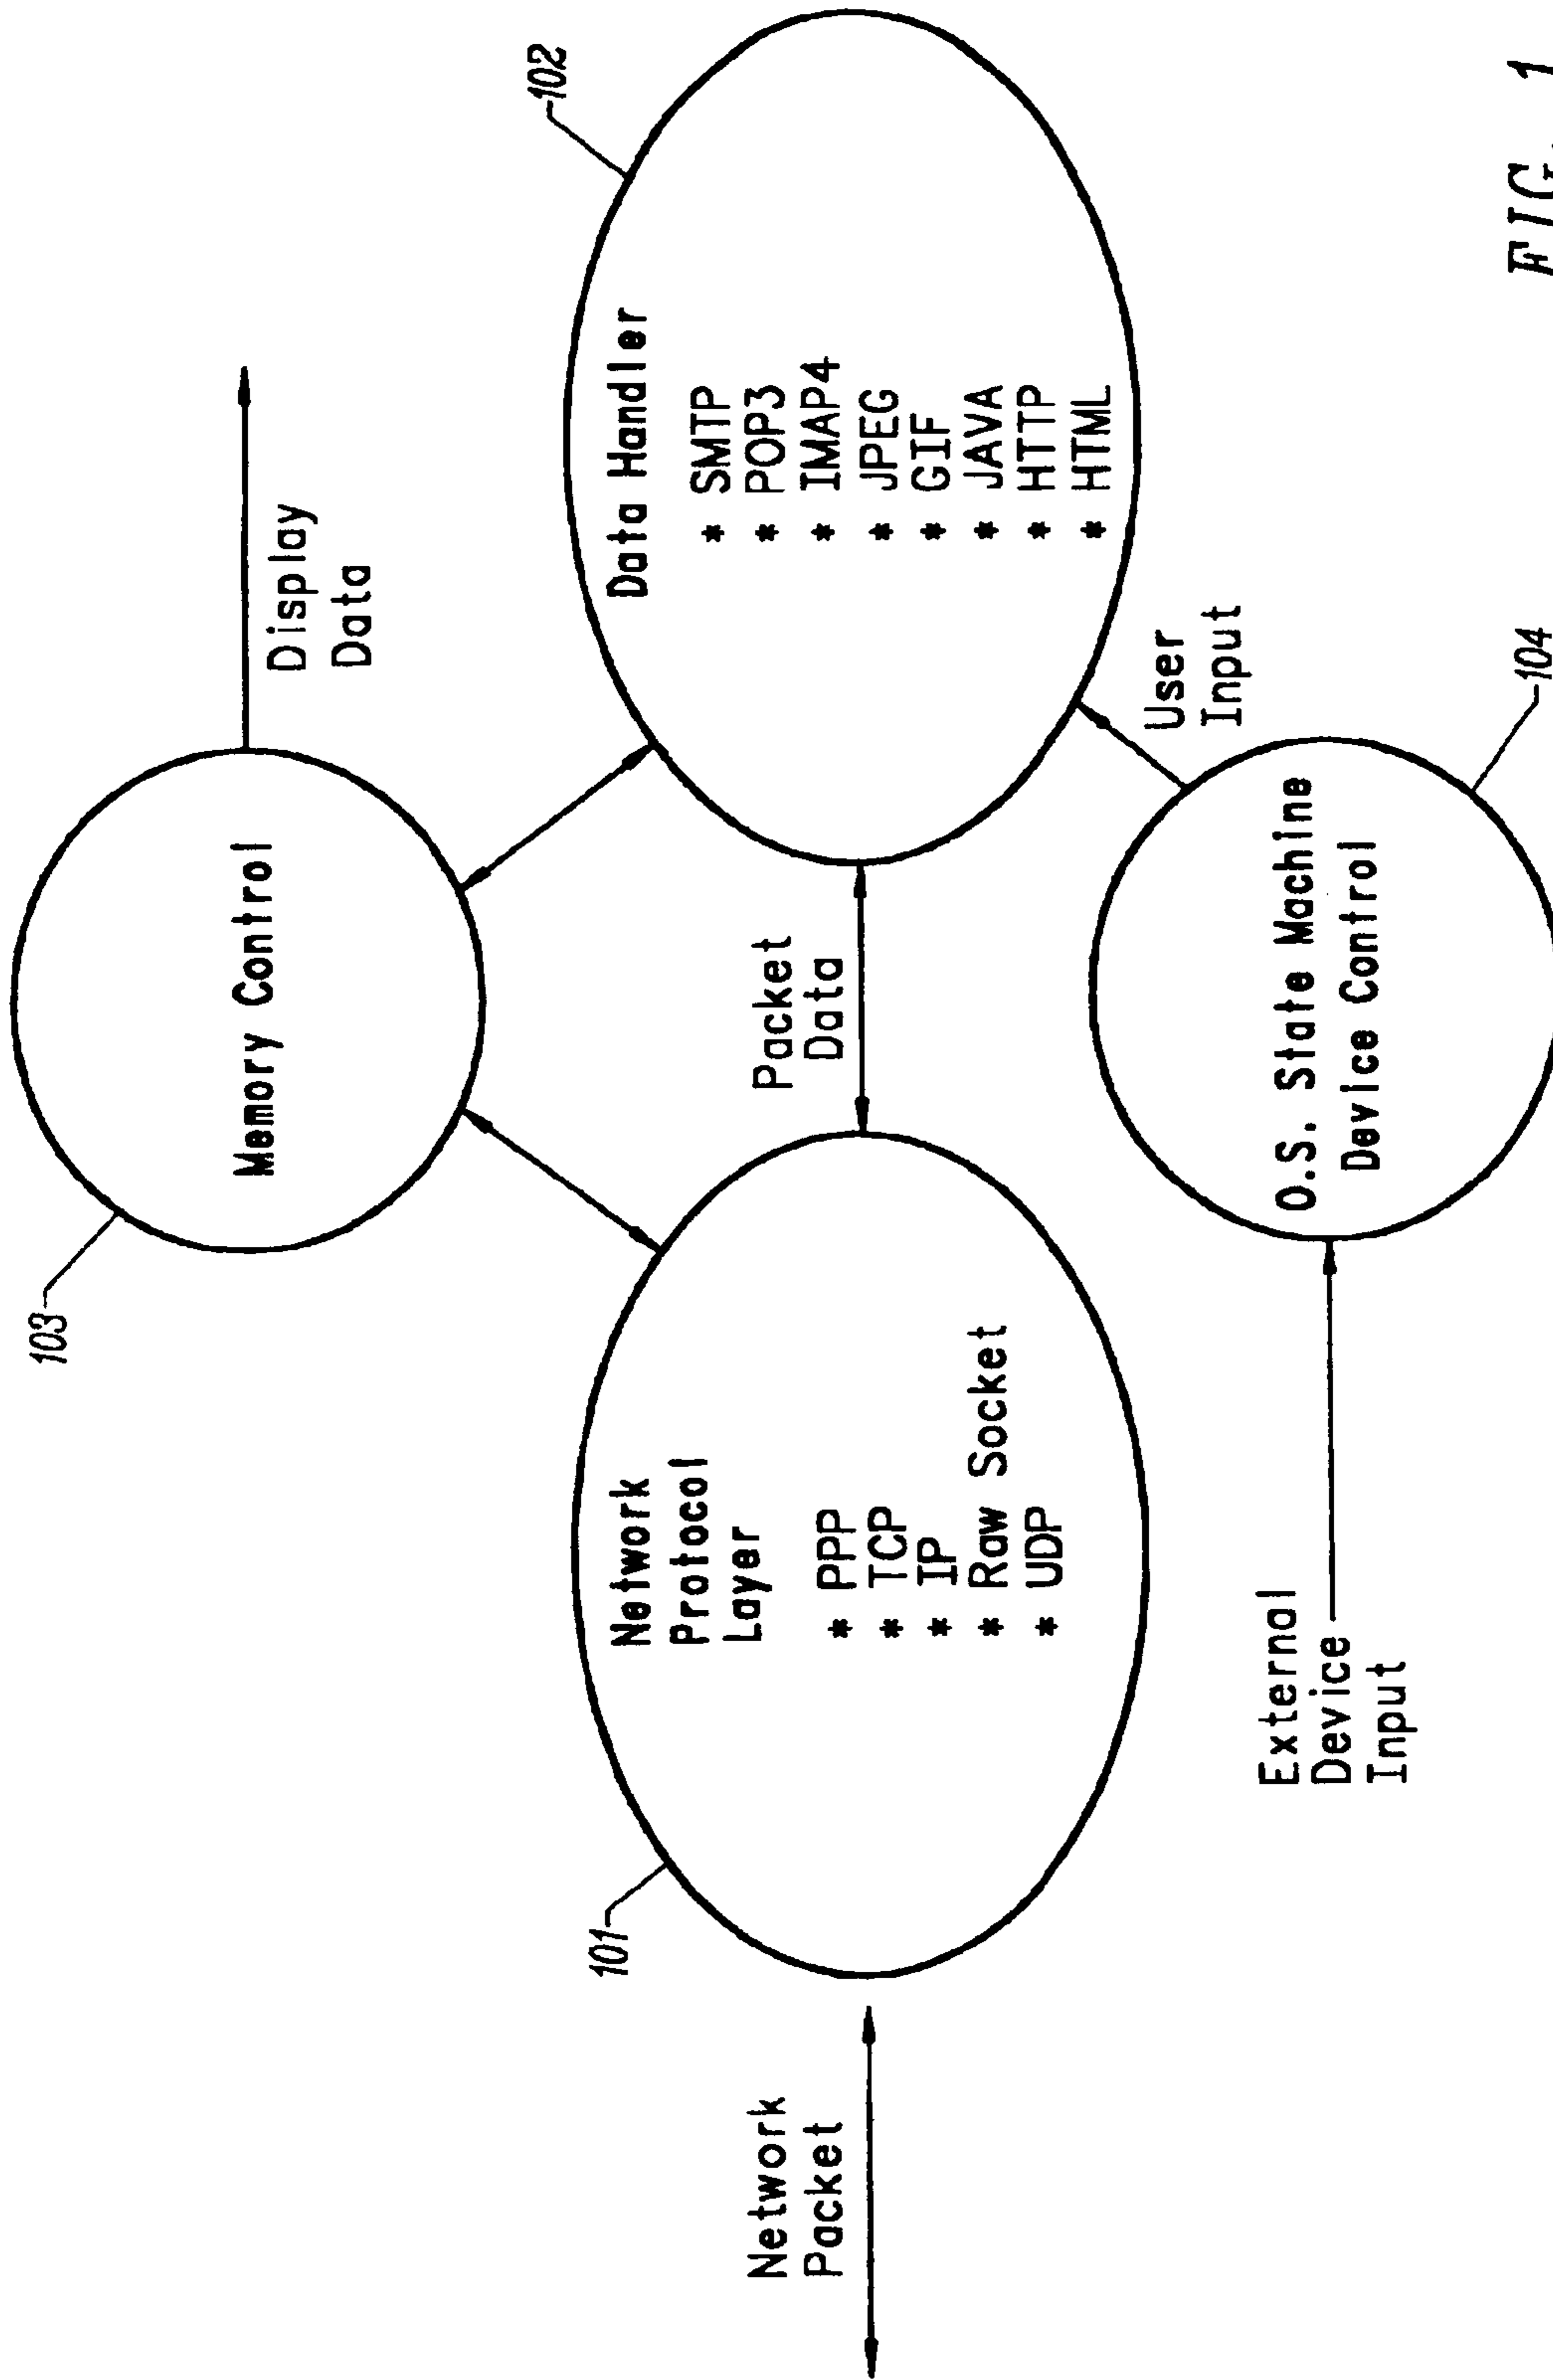 103
Memory Control
Display
Data
102
101
Network
Protocol
Layer
* PPP
* TCP
* IP
* Raw Socket
* UDP
Network
Packet
Packet
Data
Data Handler
* SMTP
* POP3
* IMAP4
* JPEG
* GIF
* JAVA
* HTTP
* HTML
User
Input
External
Device
Input
O.S. State Machine
Device Control
104
FIG. 1